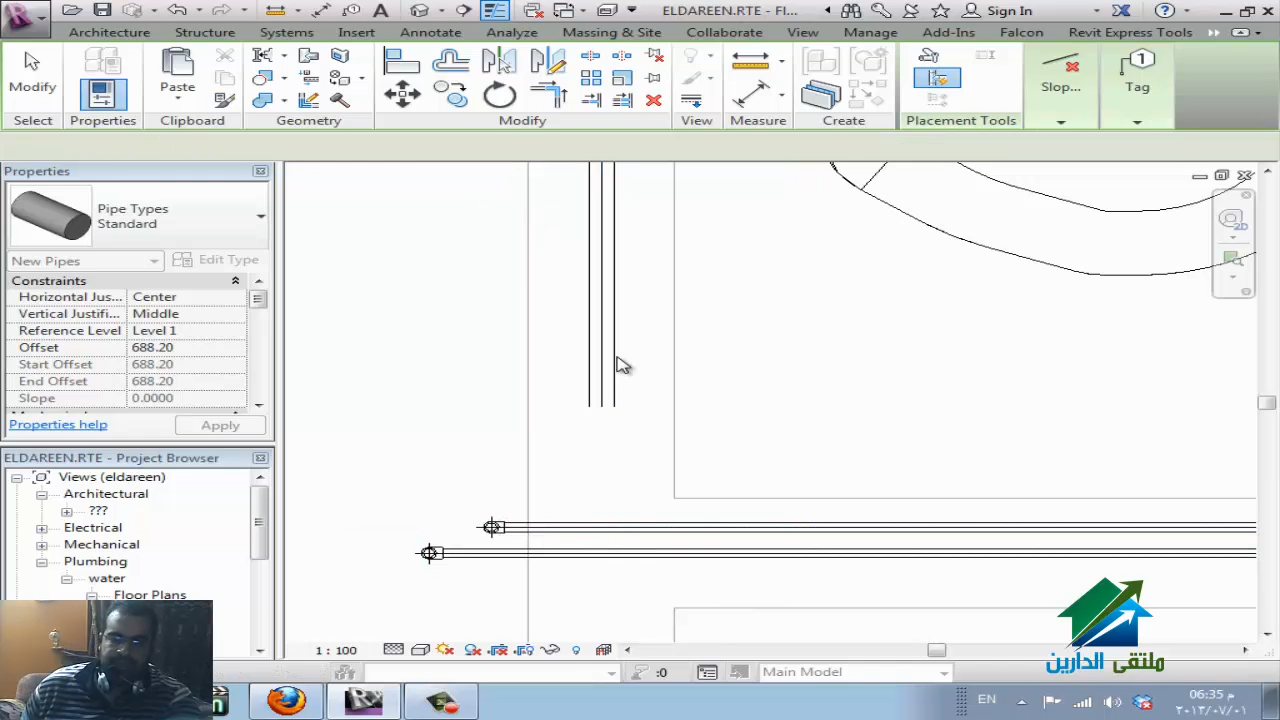 ELDAREEN.RTE - Fl...
Sign In
Architecture Structure Systems Insert Annotate Analyze Massing & Site Collaborate View Manage Add-Ins Falcon Revit Express Tools
Modify
Paste
Slop...
1
Tag
Select Properties Clipboard Geometry Modify View Measure Create Placement Tools
Properties
Pipe Types
Standard
New Pipes Edit Type
Constraints
Horizontal Jus... Center
Vertical Justifi... Middle
Reference Level Level 1
Offset 688.20
Start Offset 688.20
End Offset 688.20
Slope 0.0000
Properties help Apply
2D
ELDAREEN.RTE - Project Browser
Views (eldareen)
Architectural
???
Electrical
Mechanical
Plumbing
water
Floor Plans
1 : 100
ملتقى الدارين
:0 Main Model
EN
06:35 م
٢٠١٣/٠٧/٠١